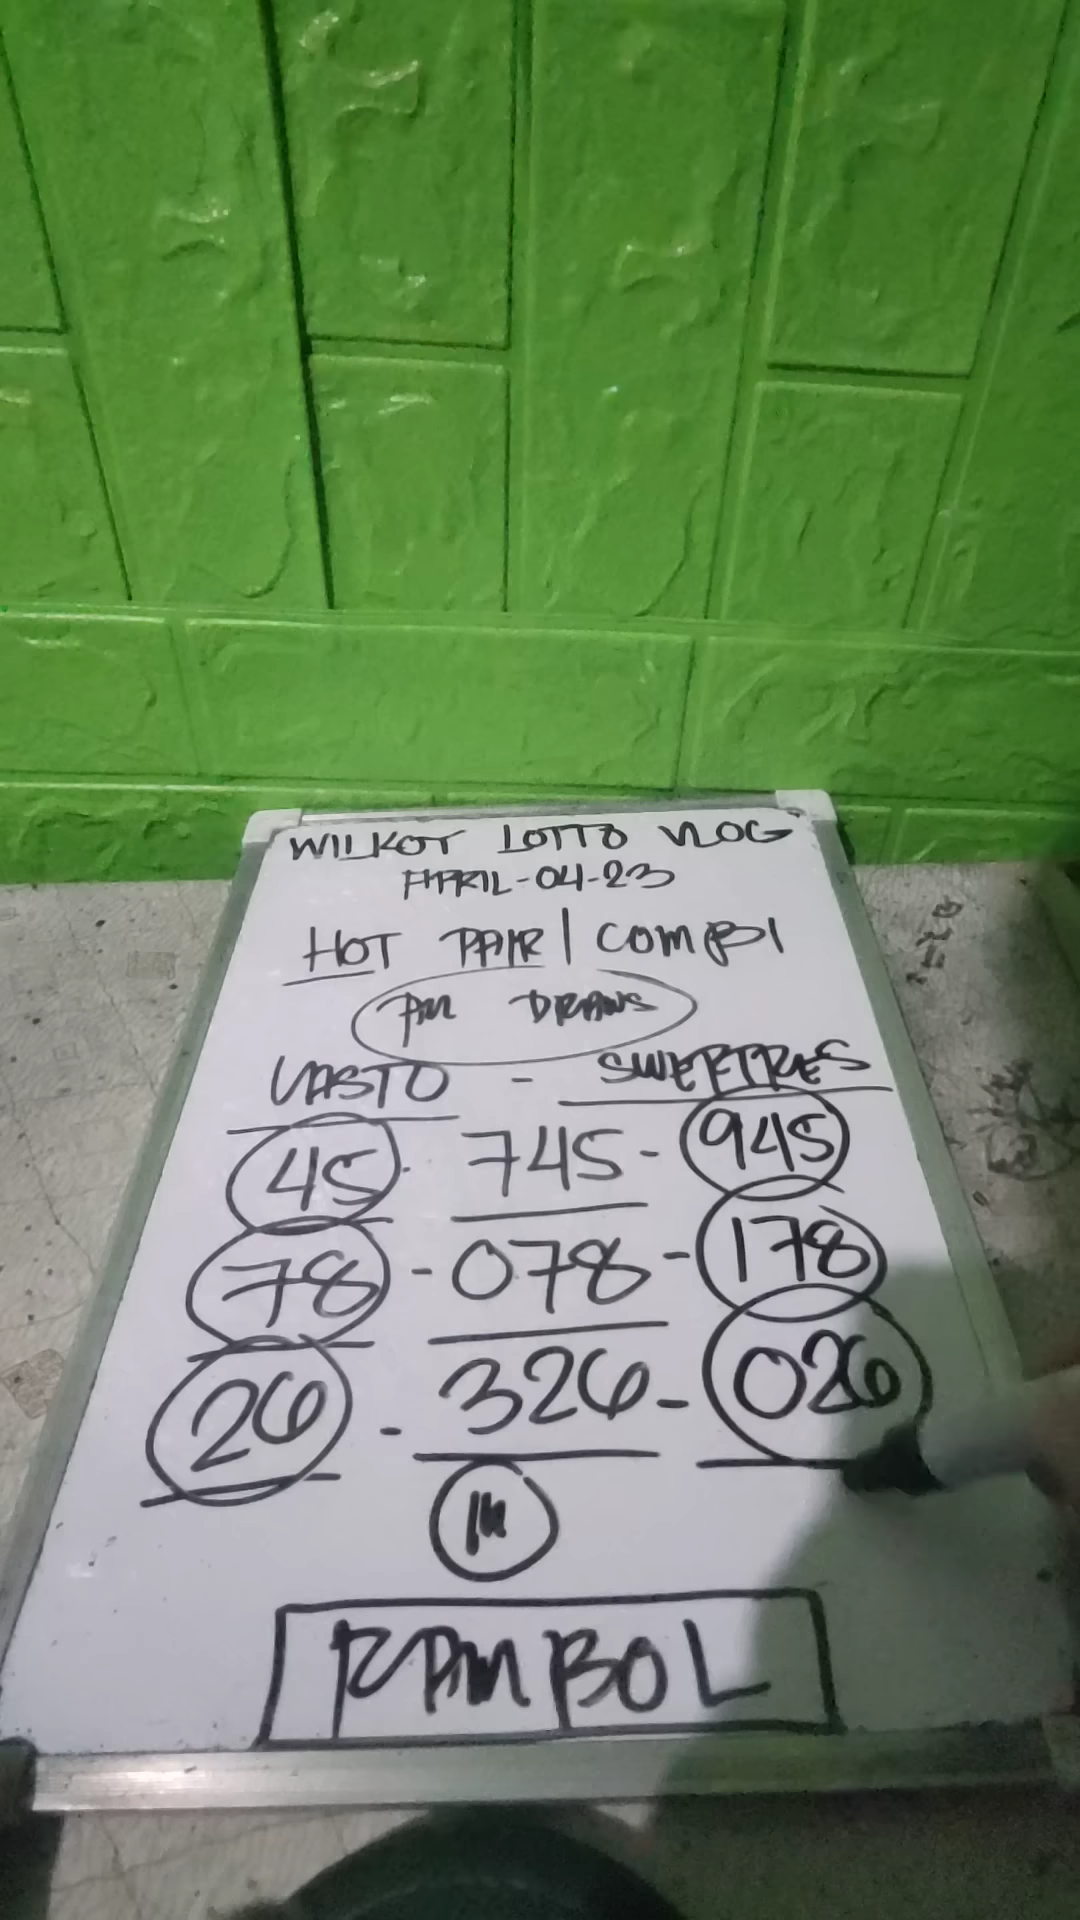 WILKOT LOTTO VLOG
APRIL-04-23
HOT PAIR | COMBI
PM DRAWS
LASTO - SWERTRES
45 - 745 - 945
78 - 078 - 178
26 - 326 - 026
RAMBOL